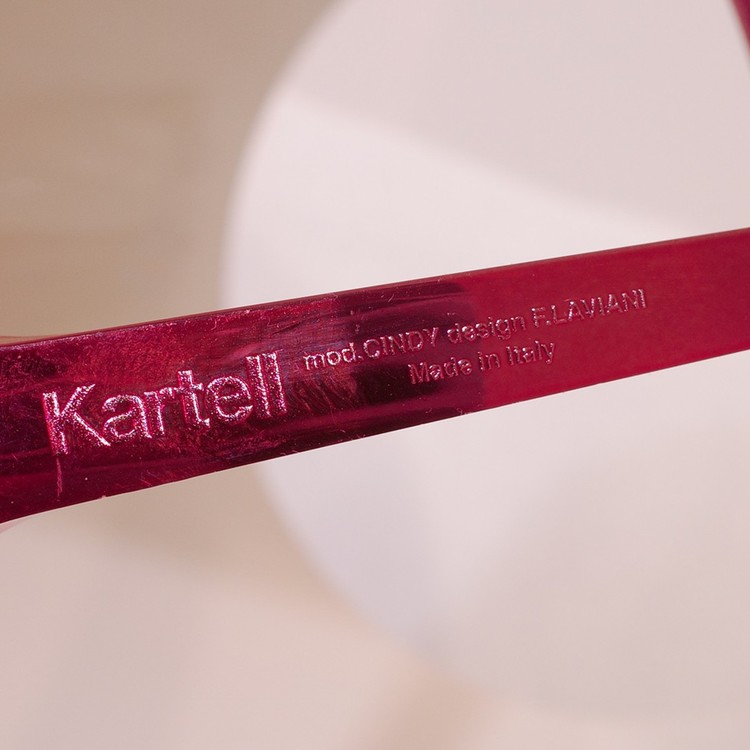 Kartell
mod.CINDY design F.LAVIANI
Made in Italy